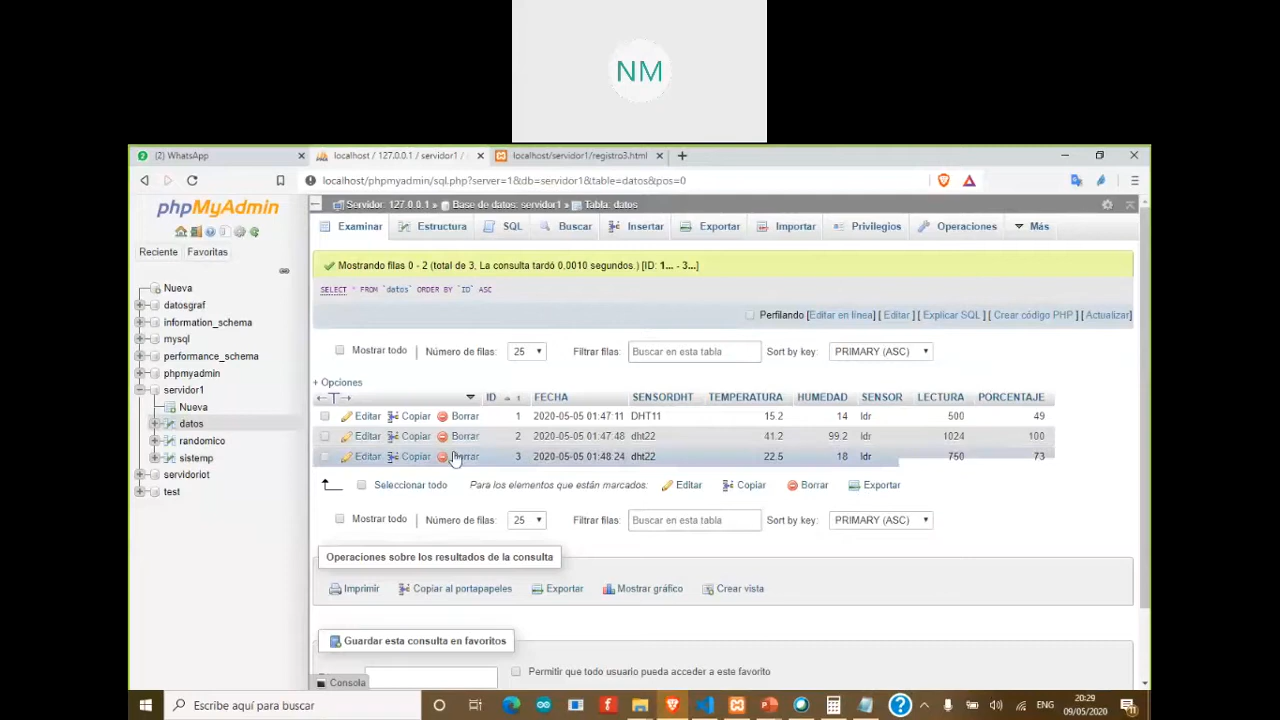 NM
(2) WhatsApp
localhost / 127.0.0.1 / servidor1 /
localhost/servidor1/registro3.html
localhost/phpmyadmin/sql.php?server=1&db=servidor1&table=datos&pos=0
phpMyAdmin
Reciente Favoritas
Nueva
datosgraf
information_schema
mysql
performance_schema
phpmyadmin
servidor1
Nueva
datos
randomico
sistemp
servidoriot
test
Servidor: 127.0.0.1 » Base de datos: servidor1 » Tabla: datos
Examinar Estructura SQL Buscar Insertar Exportar Importar Privilegios Operaciones Más
Mostrando filas 0 - 2 (total de 3, La consulta tardó 0.0010 segundos.) [ID: 1... - 3...]
SELECT * FROM `datos` ORDER BY `ID` ASC
Perfilando [Editar en línea] [ Editar ] [ Explicar SQL ] [ Crear código PHP ] [ Actualizar]
Mostrar todo Número de filas: 25 Filtrar filas: Buscar en esta tabla Sort by key: PRIMARY (ASC)
+ Opciones
←T→ ID 1 FECHA SENSORDHT TEMPERATURA HUMEDAD SENSOR LECTURA PORCENTAJE
Editar Copiar Borrar 1 2020-05-05 01:47:11 DHT11 15.2 14 ldr 500 49
Editar Copiar Borrar 2 2020-05-05 01:47:48 dht22 41.2 99.2 ldr 1024 100
Editar Copiar Borrar 3 2020-05-05 01:48:24 dht22 22.5 18 ldr 750 73
Seleccionar todo Para los elementos que están marcados: Editar Copiar Borrar Exportar
Mostrar todo Número de filas: 25 Filtrar filas: Buscar en esta tabla Sort by key: PRIMARY (ASC)
Operaciones sobre los resultados de la consulta
Imprimir Copiar al portapapeles Exportar Mostrar gráfico Crear vista
Guardar esta consulta en favoritos
Permitir que todo usuario pueda acceder a este favorito
Consola
Escribe aquí para buscar
ENG
20:29
09/05/2020